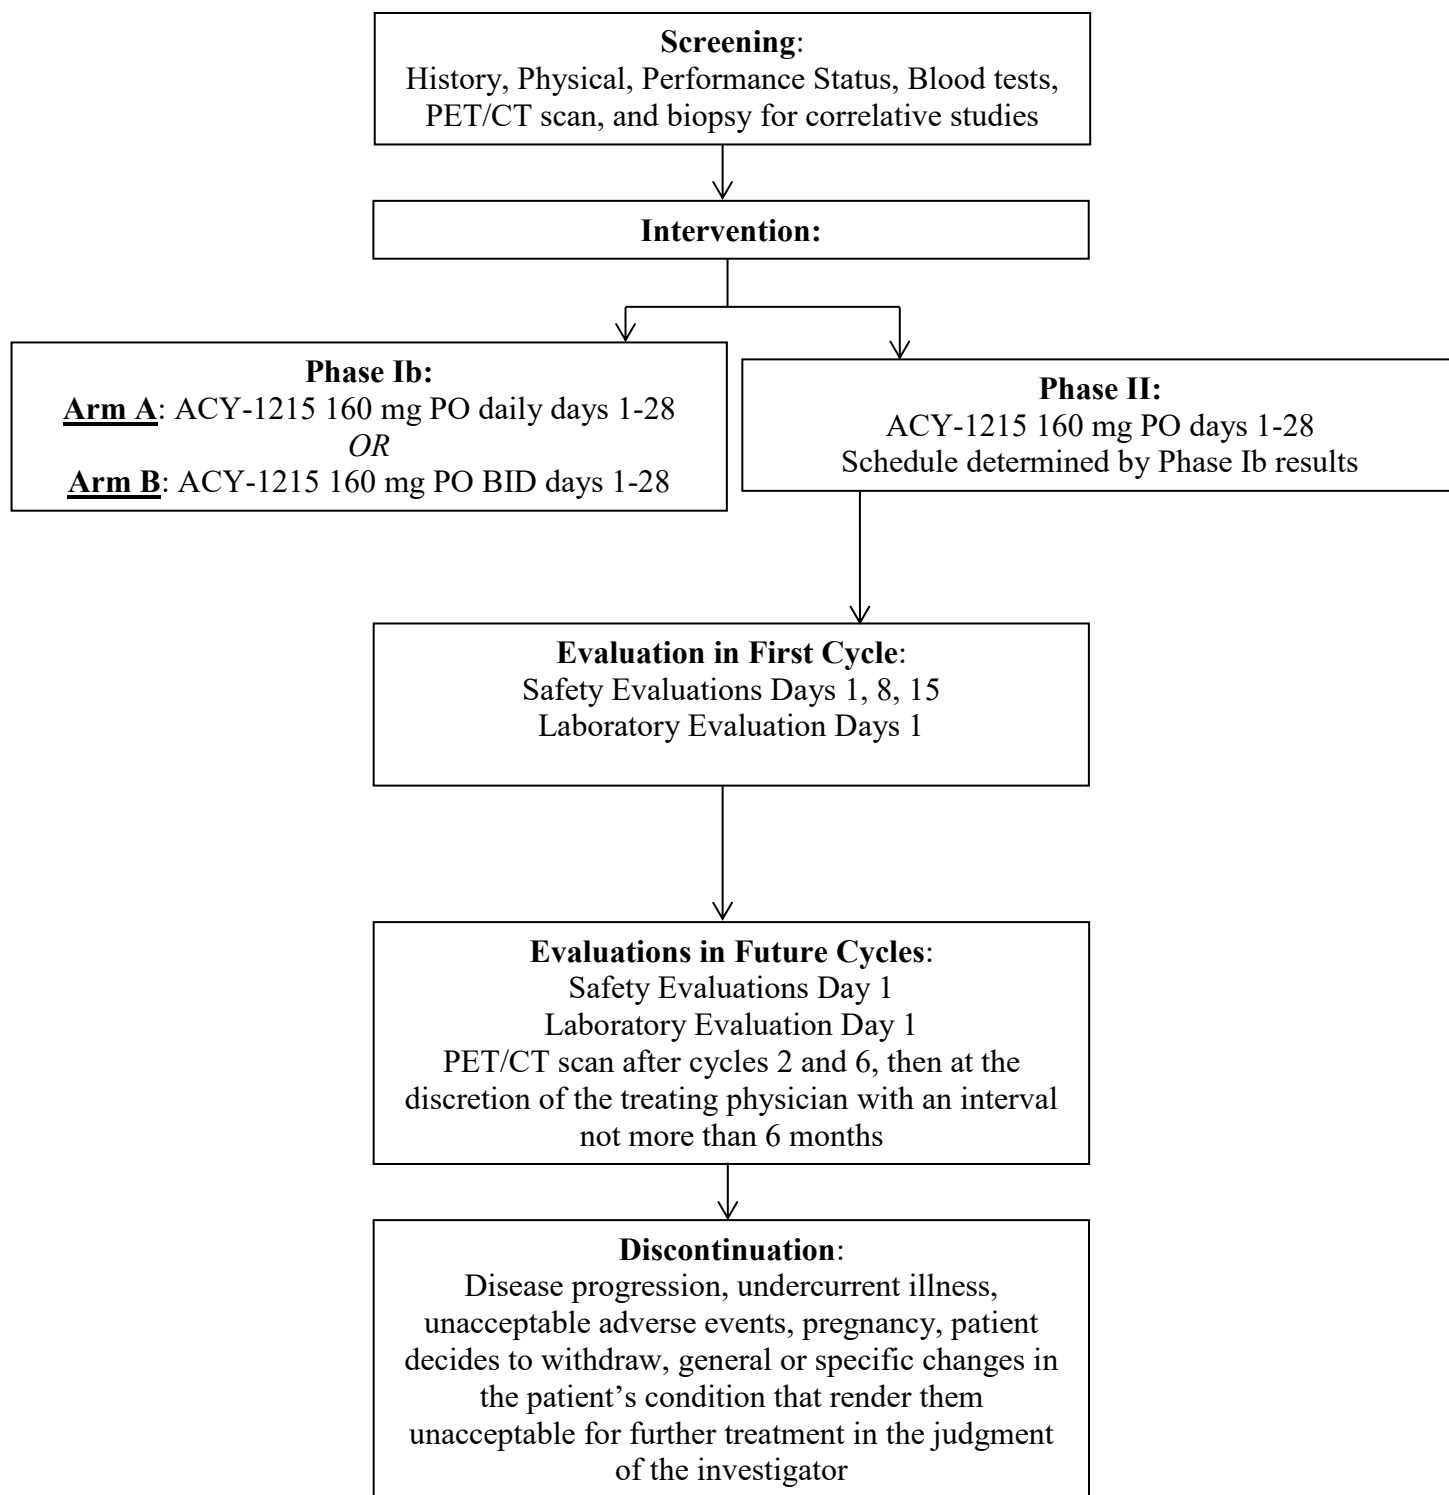 Screening:
History, Physical, Performance Status, Blood tests,
PET/CT scan, and biopsy for correlative studies
Intervention:
Phase Ib:
Arm A: ACY-1215 160 mg PO daily days 1-28
OR
Arm B: ACY-1215 160 mg PO BID days 1-28
Phase II:
ACY-1215 160 mg PO days 1-28
Schedule determined by Phase Ib results
Evaluation in First Cycle:
Safety Evaluations Days 1, 8, 15
Laboratory Evaluation Days 1
Evaluations in Future Cycles:
Safety Evaluations Day 1
Laboratory Evaluation Day 1
PET/CT scan after cycles 2 and 6, then at the
discretion of the treating physician with an interval
not more than 6 months
Discontinuation:
Disease progression, undercurrent illness,
unacceptable adverse events, pregnancy, patient
decides to withdraw, general or specific changes in
the patient’s condition that render them
unacceptable for further treatment in the judgment
of the investigator